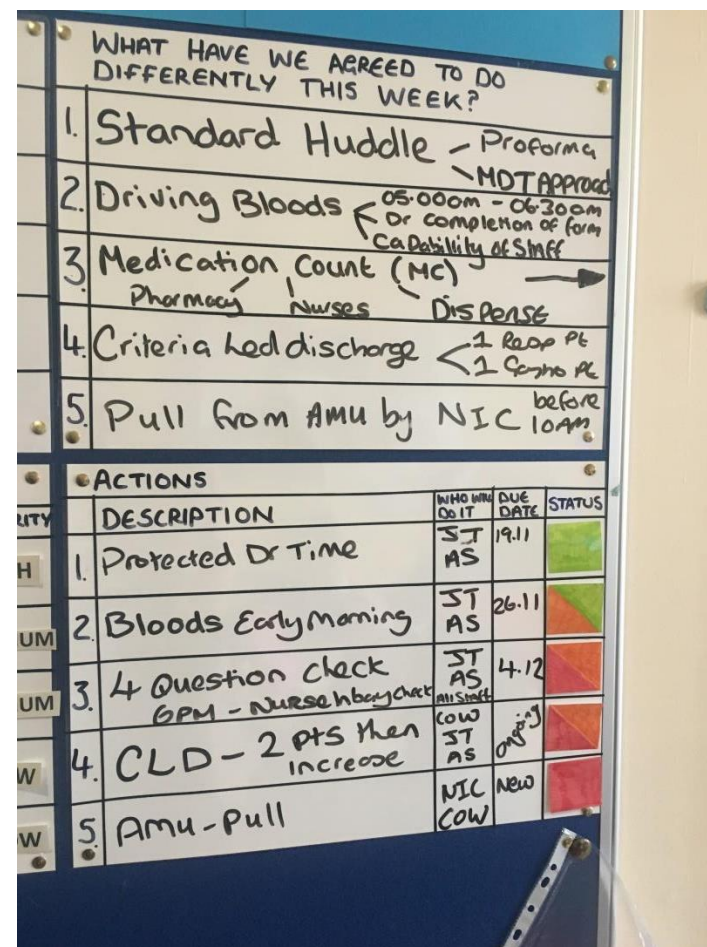 WHAT HAVE WE AGREED TO DO
DIFFERENTLY THIS WEEK?
1. Standard Huddle - Proforma
MDT Approac
2. Driving Bloods 05.00am - 06.30am
Dr completion of form
Capability of Staff
3. Medication Count (MC)
Pharmacy Nurses Dispense
4. Criteria Led discharge 1 Resp Pt
1 Pt
5. Pull from AMU by NIC before
10AM
ACTIONS
DESCRIPTION WHO WILL DO IT DUE DATE STATUS
1. Protected Dr Time JT AS 19.11
2. Bloods Early Morning JT AS 26.11
3. 4 Question check JT AS All Staff 4.12
6PM - Nurse check
4. CLD - 2 pts then COW JT AS ongoing
increase
5. Amu - Pull NIC COW New
RITY
H
UM
UM
W
OW